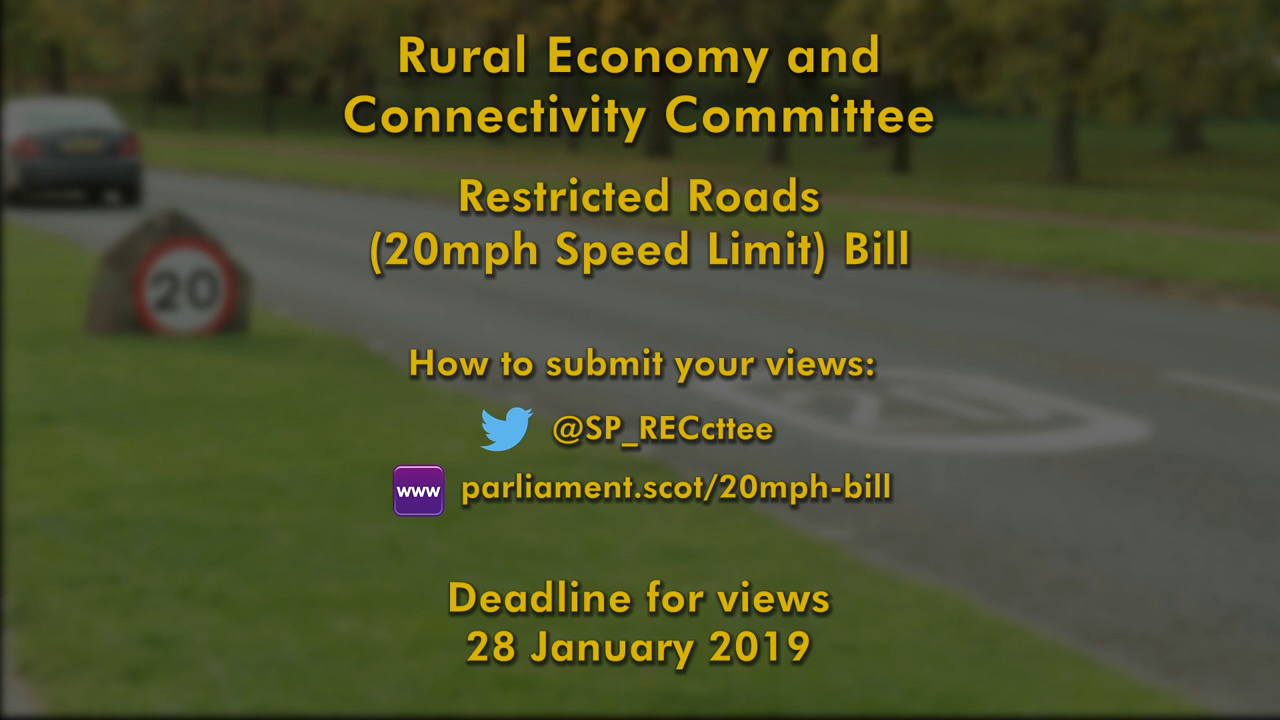 Rural Economy and
Connectivity Committee
Restricted Roads
(20mph Speed Limit) Bill
20
How to submit your views:
@SP_RECcttee
www parliament.scot/20mph-bill
Deadline for views
28 January 2019